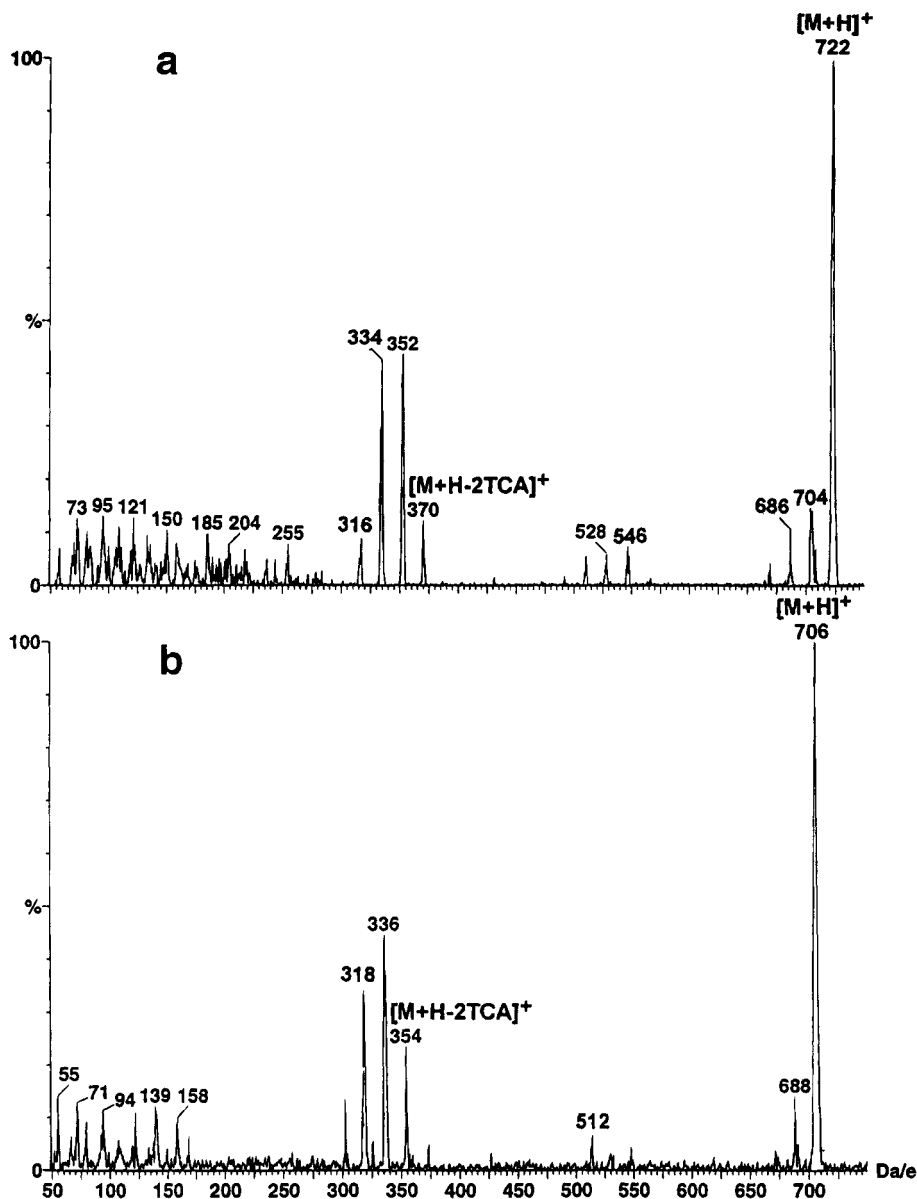 [M+H]⁺
722
100
a
%
334 352
[M+H-2TCA]⁺
370
73 95 121 150 185 204 255 316 528 546 686 704
0
[M+H]⁺
706
100
b
%
336
318
[M+H-2TCA]⁺
354
55 71 94 139 158 512 688
0
50 100 150 200 250 300 350 400 450 500 550 600 650 700 Da/e